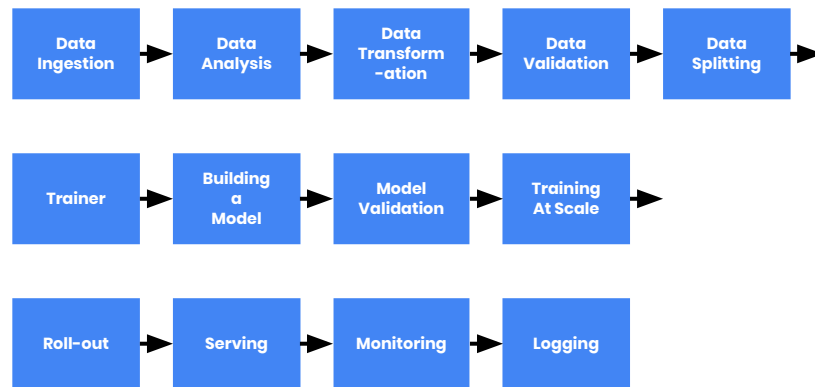 Data
Ingestion
Data
Analysis
Data
Transform
-ation
Data
Validation
Data
Splitting
Trainer
Building
a
Model
Model
Validation
Training
At Scale
Roll-out
Serving
Monitoring
Logging